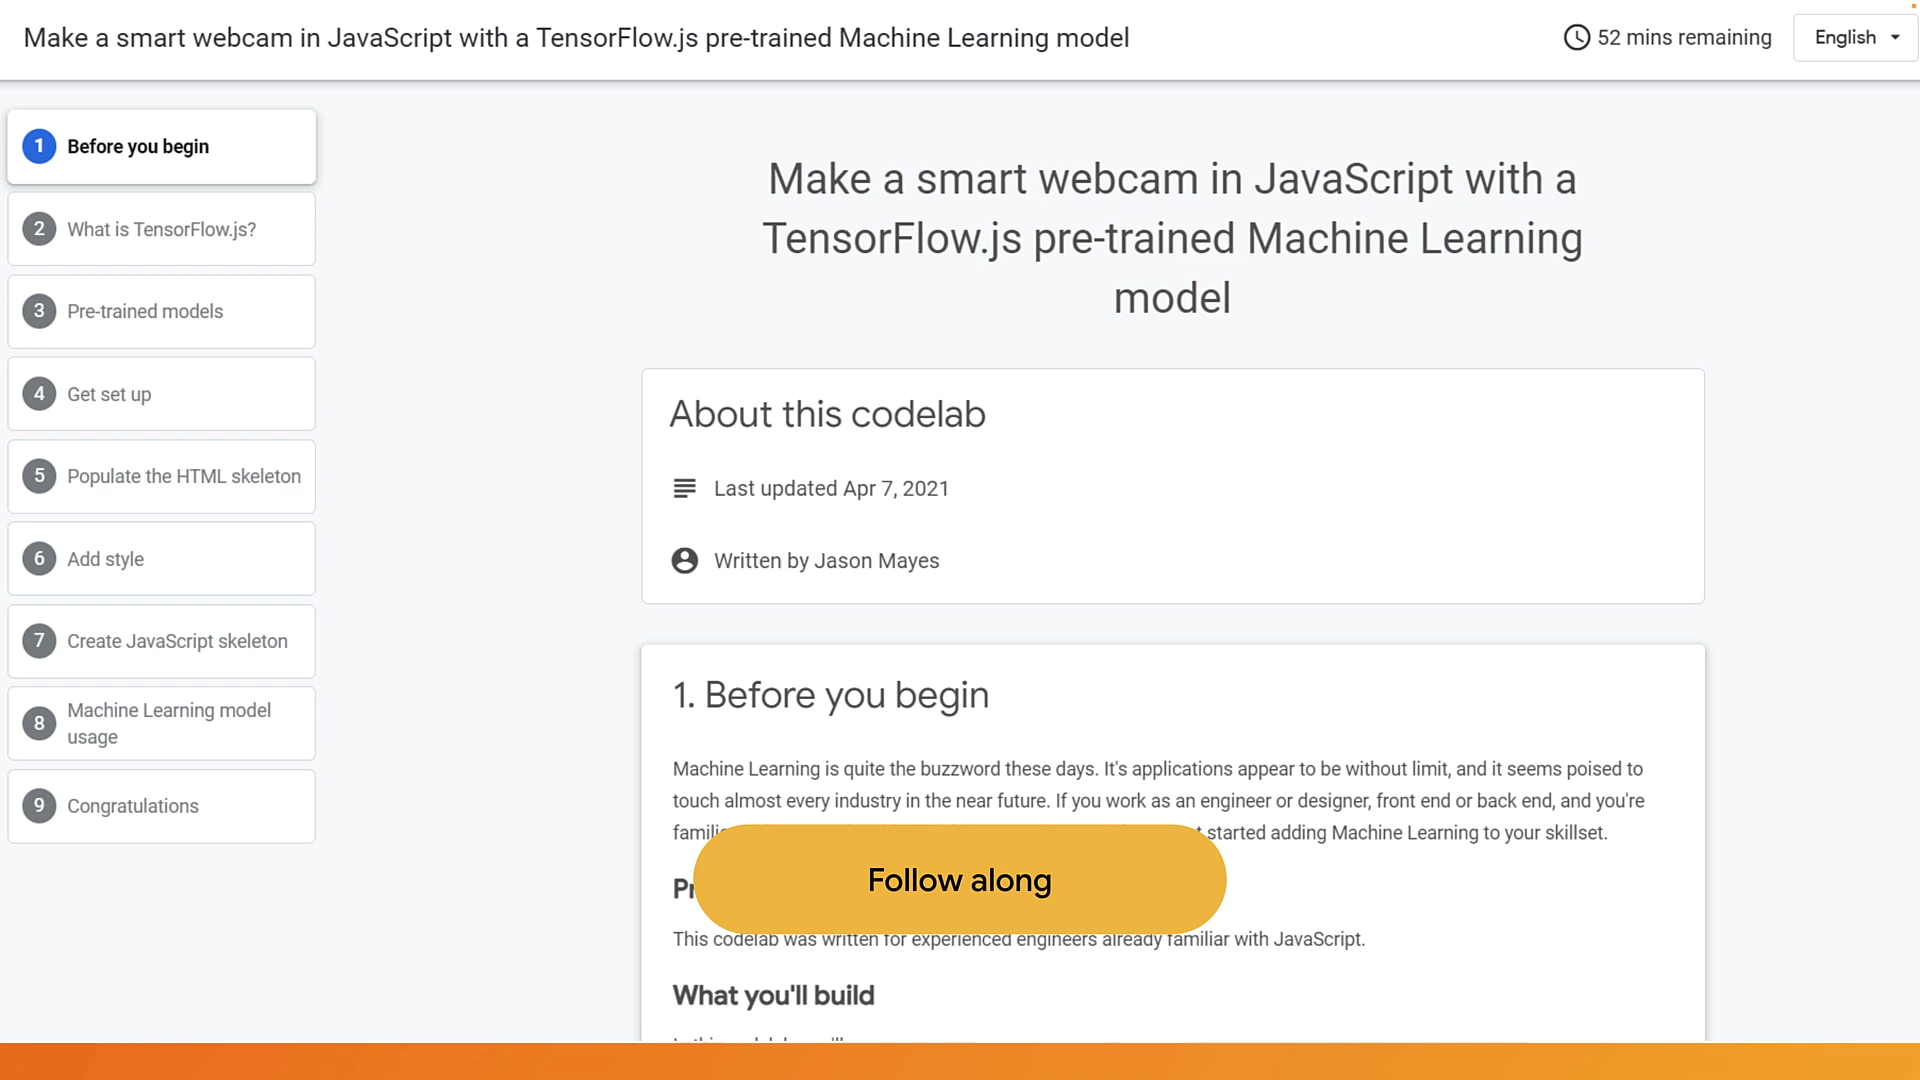 Make a smart webcam in JavaScript with a TensorFlow.js pre-trained Machine Learning model
52 mins remaining
English
1 Before you begin
2 What is TensorFlow.js?
3 Pre-trained models
4 Get set up
5 Populate the HTML skeleton
6 Add style
7 Create JavaScript skeleton
8 Machine Learning model
usage
9 Congratulations
Make a smart webcam in JavaScript with a
TensorFlow.js pre-trained Machine Learning
model
About this codelab
Last updated Apr 7, 2021
Written by Jason Mayes
1. Before you begin
Machine Learning is quite the buzzword these days. It's applications appear to be without limit, and it seems poised to
touch almost every industry in the near future. If you work as an engineer or designer, front end or back end, and you're
started adding Machine Learning to your skillset.
Follow along
This codelab was written for experienced engineers already familiar with JavaScript.
What you'll build